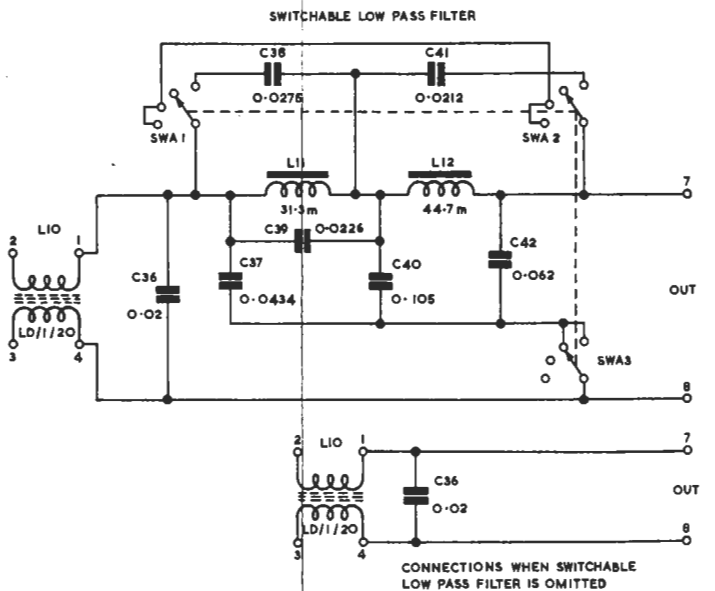 SWITCHABLE LOW PASS FILTER
C38
C41
0·0275
0·0212
SWA 1
SWA 2
L11
L12
7
31·3m
44·7m
L10
C39
0·0226
2
1
C36
C37
C40
C42
0·02
0·0434
0·105
0·062
OUT
LD/1/20
3
4
SWA3
8
2
L10
1
7
C36
OUT
0·02
LD/1/20
3
4
8
CONNECTIONS WHEN SWITCHABLE
LOW PASS FILTER IS OMITTED